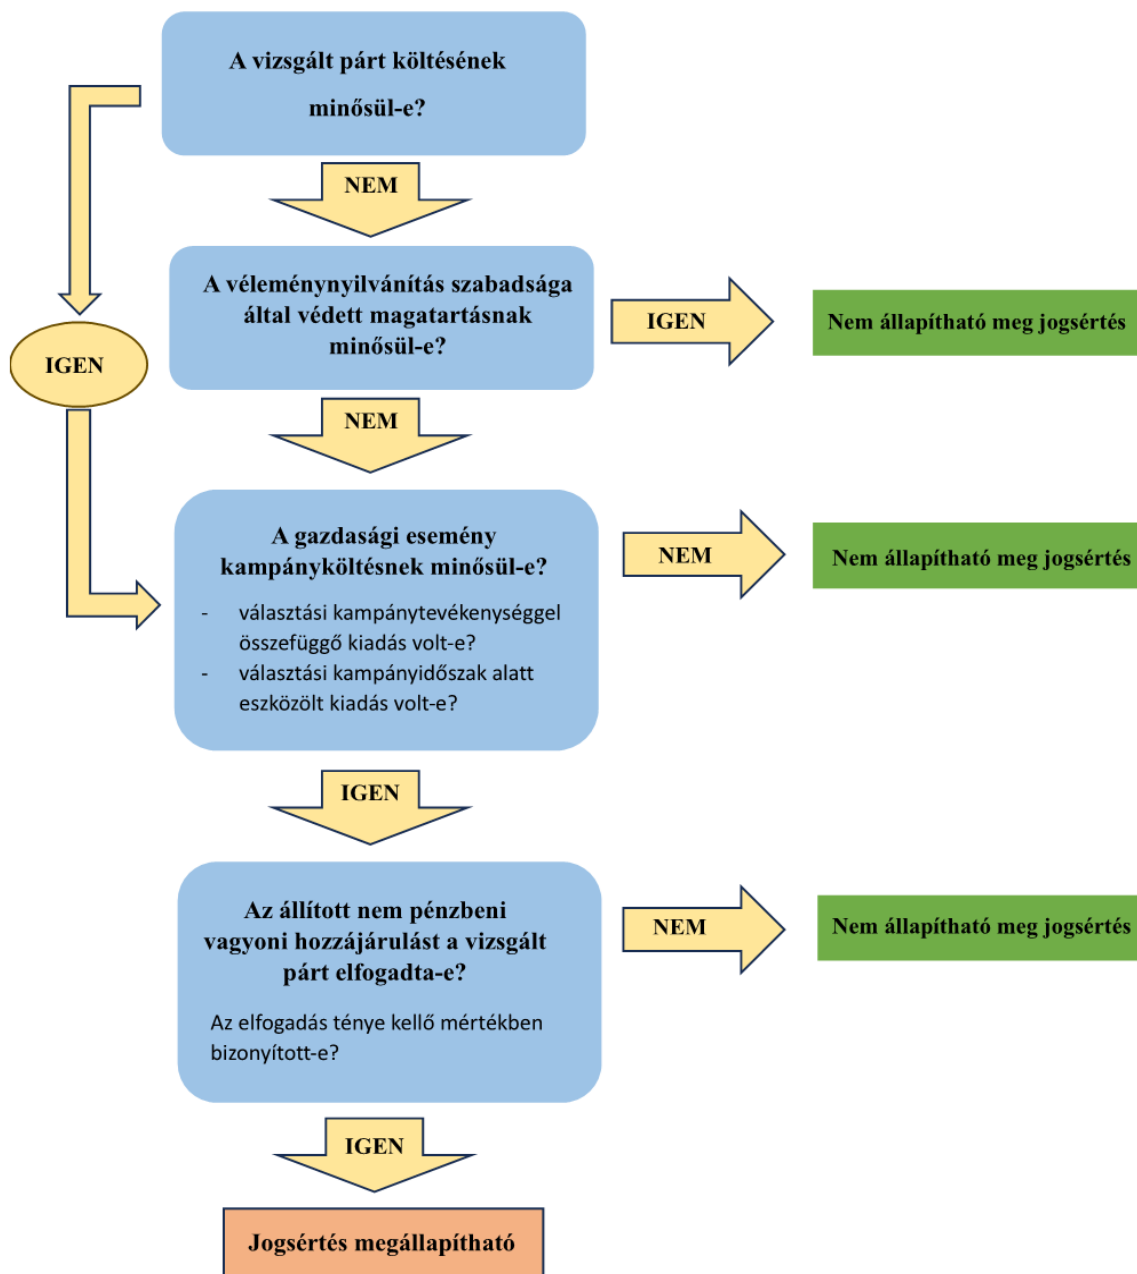 A vizsgált párt költésének
minősül-e?
NEM
A véleménynyilvánítás szabadsága
által védett magatartásnak
minősül-e?
IGEN
Nem állapítható meg jogsértés
IGEN
NEM
A gazdasági esemény
kampányköltésnek minősül-e?
- választási kampánytevékenységgel
összefüggő kiadás volt-e?
- választási kampányidőszak alatt
eszközölt kiadás volt-e?
NEM
Nem állapítható meg jogsértés
IGEN
Az állított nem pénzbeni
vagyoni hozzájárulást a vizsgált
párt elfogadta-e?
Az elfogadás ténye kellő mértékben
bizonyított-e?
NEM
Nem állapítható meg jogsértés
IGEN
Jogsértés megállapítható